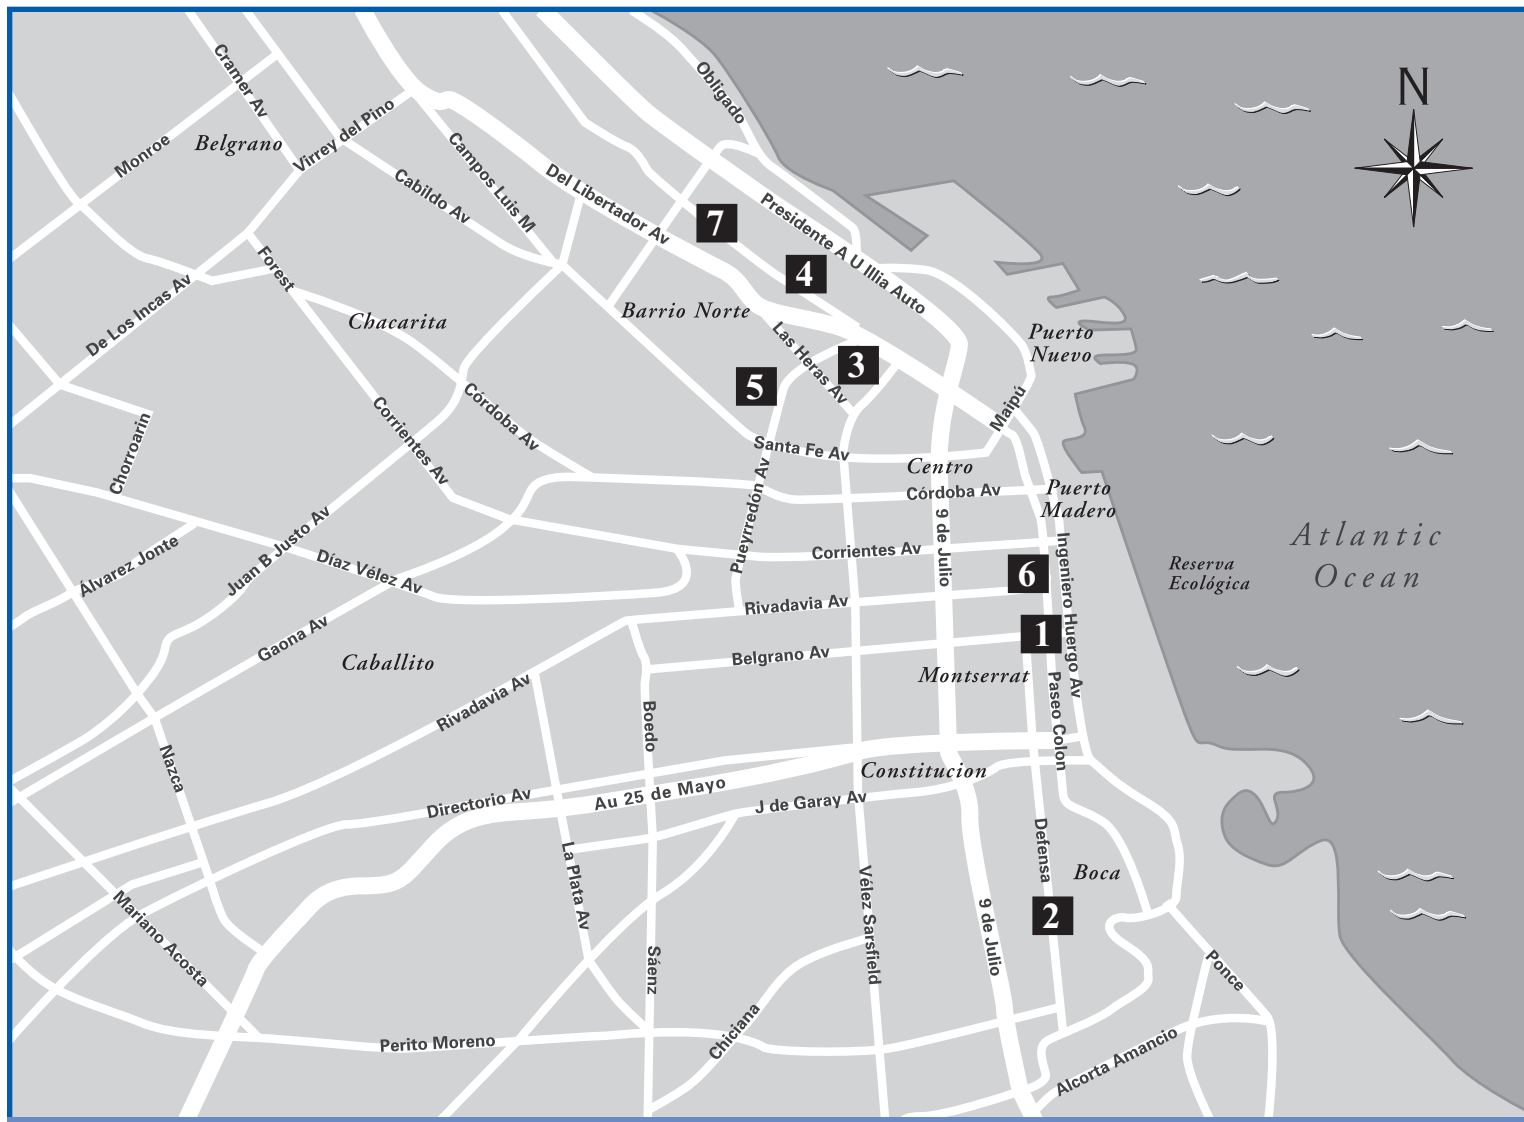 Obligado
Cramer Av
N
Virrey del Pino
Belgrano
Monroe
Campos Luis M
Del Libertador Av
Cabildo Av
7
Presidente A U Illia Auto
4
Forest
De Los Incas Av
Chacarita
Barrio Norte
Las Heras Av
Puerto
Nuevo
3
5
Maipú
Chorroarin
Corrientes Av
Córdoba Av
Santa Fe Av
Centro
Córdoba Av
Puerto
Madero
Pueyrredón Av
9 de Julio
Atlantic
Ocean
Álvarez Jonte
Juan B Justo Av
Díaz Vélez Av
Corrientes Av
Ingeniero Huergo Av
Reserva
Ecológica
6
Rivadavia Av
1
Gaona Av
Caballito
Belgrano Av
Montserrat
Rivadavia Av
Paseo Colon
Boedo
Nazca
Constitucion
Directorio Av
Au 25 de Mayo
J de Garay Av
Defensa
Boca
La Plata Av
Vélez Sarsfield
2
9 de Julio
Mariano Acosta
Sáenz
Ponce
Chiciana
Perito Moreno
Alcorta Amancio